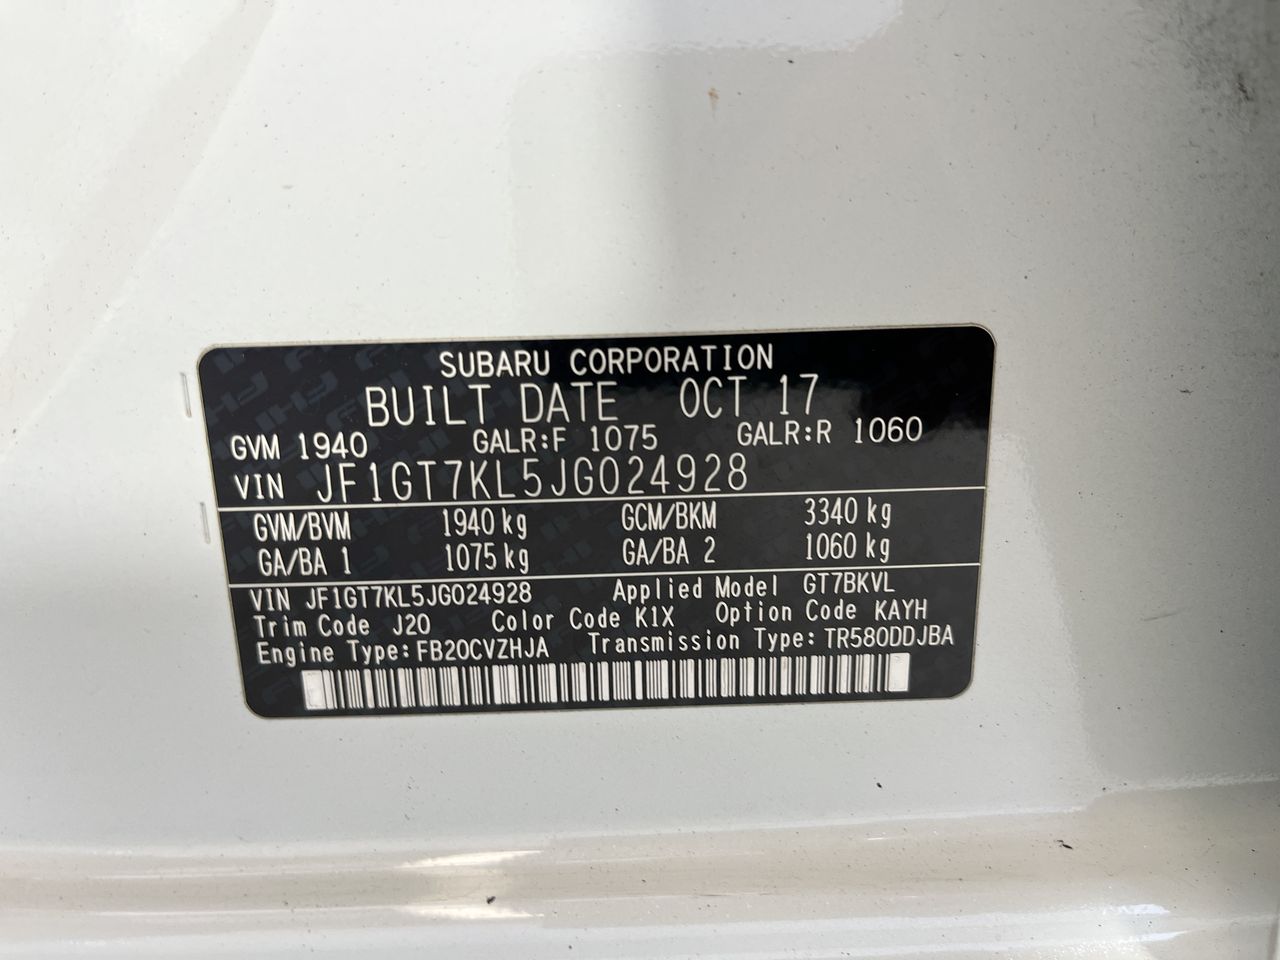 SUBARU CORPORATION
BUILT DATE OCT 17
GVM 1940 GALR:F 1075 GALR:R 1060
VIN JF1GT7KL5JG024928
GVM/BVM 1940 kg GCM/BKM 3340 kg
GA/BA 1 1075 kg GA/BA 2 1060 kg
VIN JF1GT7KL5JG024928 Applied Model GT7BKVL
Trim Code J20 Color Code K1X Option Code KAYH
Engine Type:FB20CVZHJA Transmission Type:TR580DDJBA